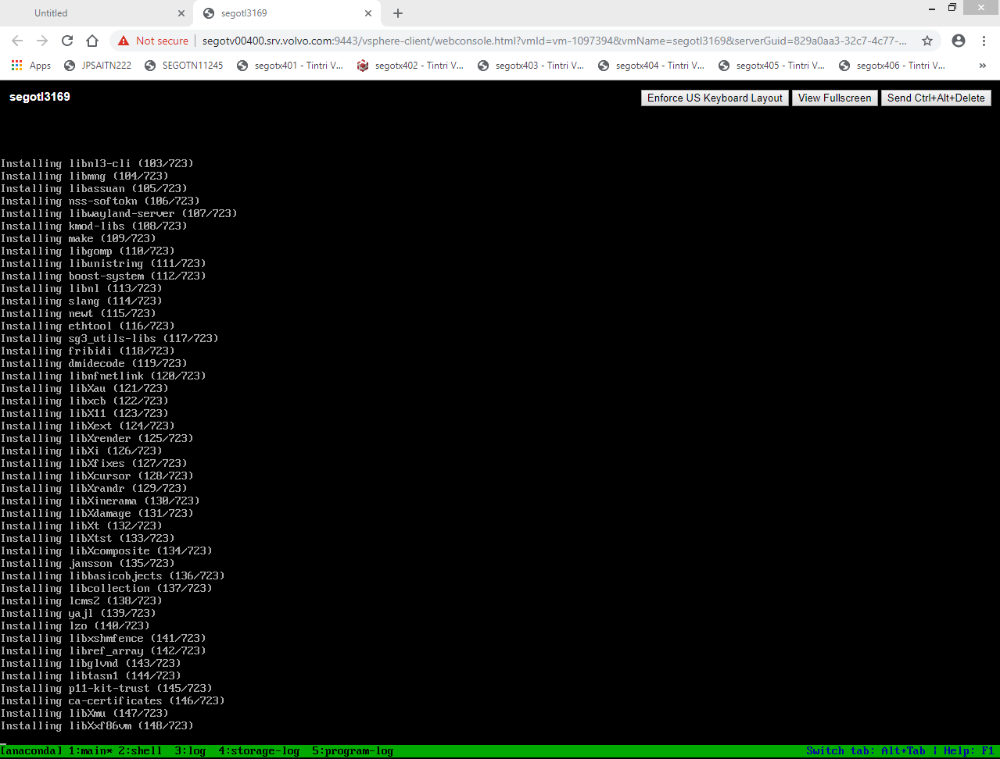 Untitled
segotl3169
Not secure segotv00400.srv.volvo.com:9443/vsphere-client/webconsole.html?vmId=vm-1097394&vmName=segotl3169&serverGuid=829a0aa3-32c7-4c77-...
Apps JPSAITN222 SEGOTN11245 segotx401 - Tintri V... segotx402 - Tintri V... segotx403 - Tintri V... segotx404 - Tintri V... segotx405 - Tintri V... segotx406 - Tintri V... »
segotl3169 Enforce US Keyboard Layout View Fullscreen Send Ctrl+Alt+Delete
Installing libnl3-cli (103/723)
Installing libmng (104/723)
Installing libassuan (105/723)
Installing nss-softokn (106/723)
Installing libwayland-server (107/723)
Installing kmod-libs (108/723)
Installing make (109/723)
Installing libgomp (110/723)
Installing libunistring (111/723)
Installing boost-system (112/723)
Installing libnl (113/723)
Installing slang (114/723)
Installing newt (115/723)
Installing ethtool (116/723)
Installing sg3_utils-libs (117/723)
Installing fribidi (118/723)
Installing dmidecode (119/723)
Installing libnfnetlink (120/723)
Installing libXau (121/723)
Installing libxcb (122/723)
Installing libX11 (123/723)
Installing libXext (124/723)
Installing libXrender (125/723)
Installing libXi (126/723)
Installing libXfixes (127/723)
Installing libXcursor (128/723)
Installing libXrandr (129/723)
Installing libXinerama (130/723)
Installing libXdamage (131/723)
Installing libXt (132/723)
Installing libXtst (133/723)
Installing libXcomposite (134/723)
Installing jansson (135/723)
Installing libbasicobjects (136/723)
Installing libcollection (137/723)
Installing lcms2 (138/723)
Installing yajl (139/723)
Installing lzo (140/723)
Installing libxshmfence (141/723)
Installing libref_array (142/723)
Installing libglvnd (143/723)
Installing libtasn1 (144/723)
Installing p11-kit-trust (145/723)
Installing ca-certificates (146/723)
Installing libXmu (147/723)
Installing libXxf86vm (148/723)
[anaconda] 1:main* 2:shell  3:log  4:storage-log  5:program-log Switch tab: Alt+Tab | Help: F1